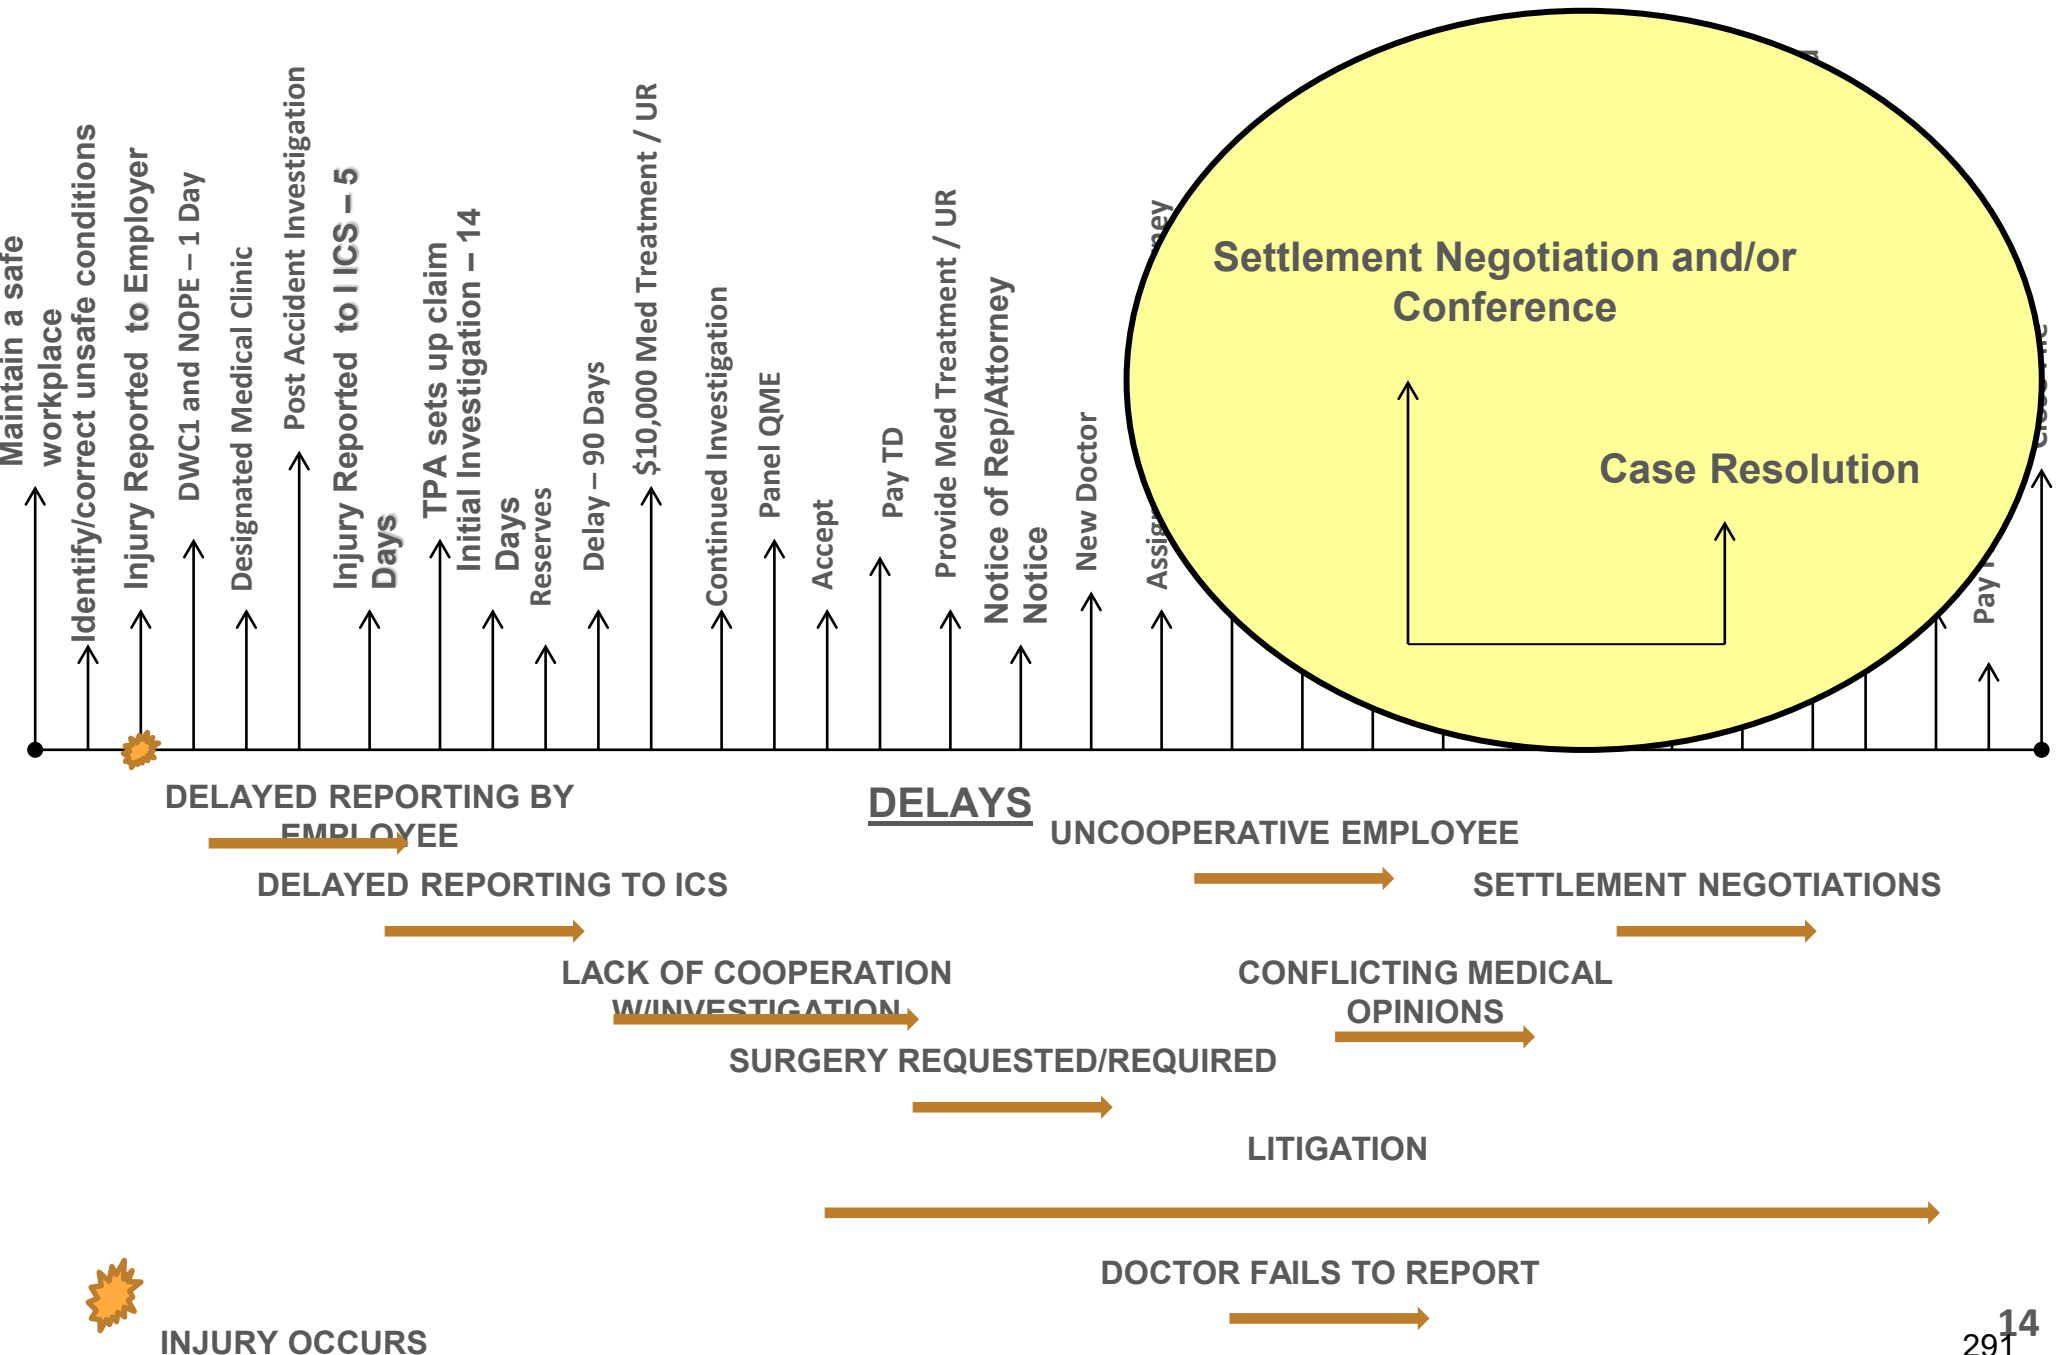 Maintain a safe
workplace
Identify/correct unsafe conditions
Injury Reported to Employer
DWC1 and NOPE – 1 Day
Designated Medical Clinic
Post Accident Investigation
Injury Reported to ICS – 5
Days
TPA sets up claim
Initial Investigation – 14
Days
Reserves
Delay – 90 Days
$10,000 Med Treatment / UR
Continued Investigation
Panel QME
Accept
Pay TD
Provide Med Treatment / UR
Notice of Rep/Attorney
Notice
New Doctor
Settlement Negotiation and/or
Conference
Case Resolution
Pay
DELAYS
DELAYED REPORTING BY
EMPLOYEE
UNCOOPERATIVE EMPLOYEE
DELAYED REPORTING TO ICS
SETTLEMENT NEGOTIATIONS
LACK OF COOPERATION
W/INVESTIGATION
CONFLICTING MEDICAL
OPINIONS
SURGERY REQUESTED/REQUIRED
LITIGATION
DOCTOR FAILS TO REPORT
INJURY OCCURS
14
291